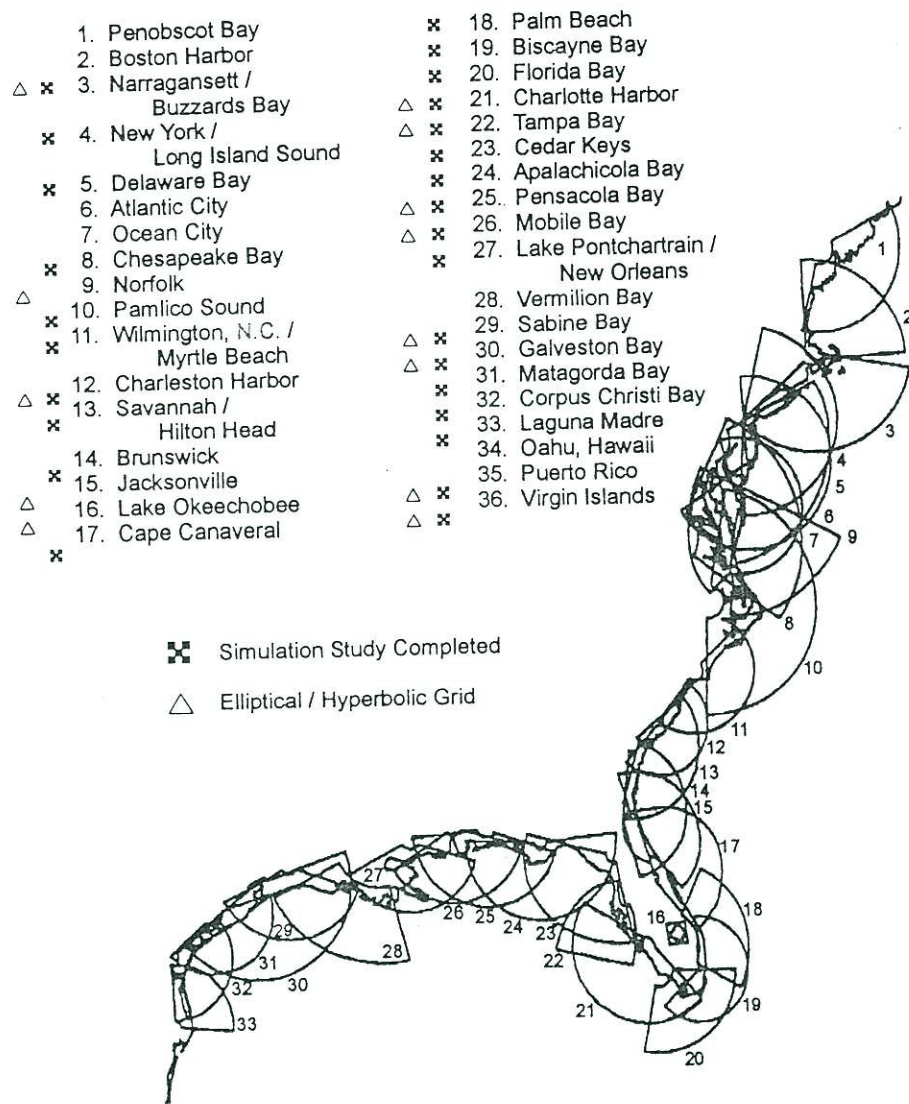 1. Penobscot Bay
2. Boston Harbor
3. Narragansett /
Buzzards Bay
4. New York /
Long Island Sound
5. Delaware Bay
6. Atlantic City
7. Ocean City
8. Chesapeake Bay
9. Norfolk
10. Pamlico Sound
11. Wilmington, N.C. /
Myrtle Beach
12. Charleston Harbor
13. Savannah /
Hilton Head
14. Brunswick
15. Jacksonville
16. Lake Okeechobee
17. Cape Canaveral
18. Palm Beach
19. Biscayne Bay
20. Florida Bay
21. Charlotte Harbor
22. Tampa Bay
23. Cedar Keys
24. Apalachicola Bay
25. Pensacola Bay
26. Mobile Bay
27. Lake Pontchartrain /
New Orleans
28. Vermilion Bay
29. Sabine Bay
30. Galveston Bay
31. Matagorda Bay
32. Corpus Christi Bay
33. Laguna Madre
34. Oahu, Hawaii
35. Puerto Rico
36. Virgin Islands
Simulation Study Completed
Elliptical / Hyperbolic Grid
1
2
3
4
5
6
7
9
8
10
11
12
13
14
15
17
16
18
19
20
21
22
23
24
25
26
27
28
29
30
31
32
33